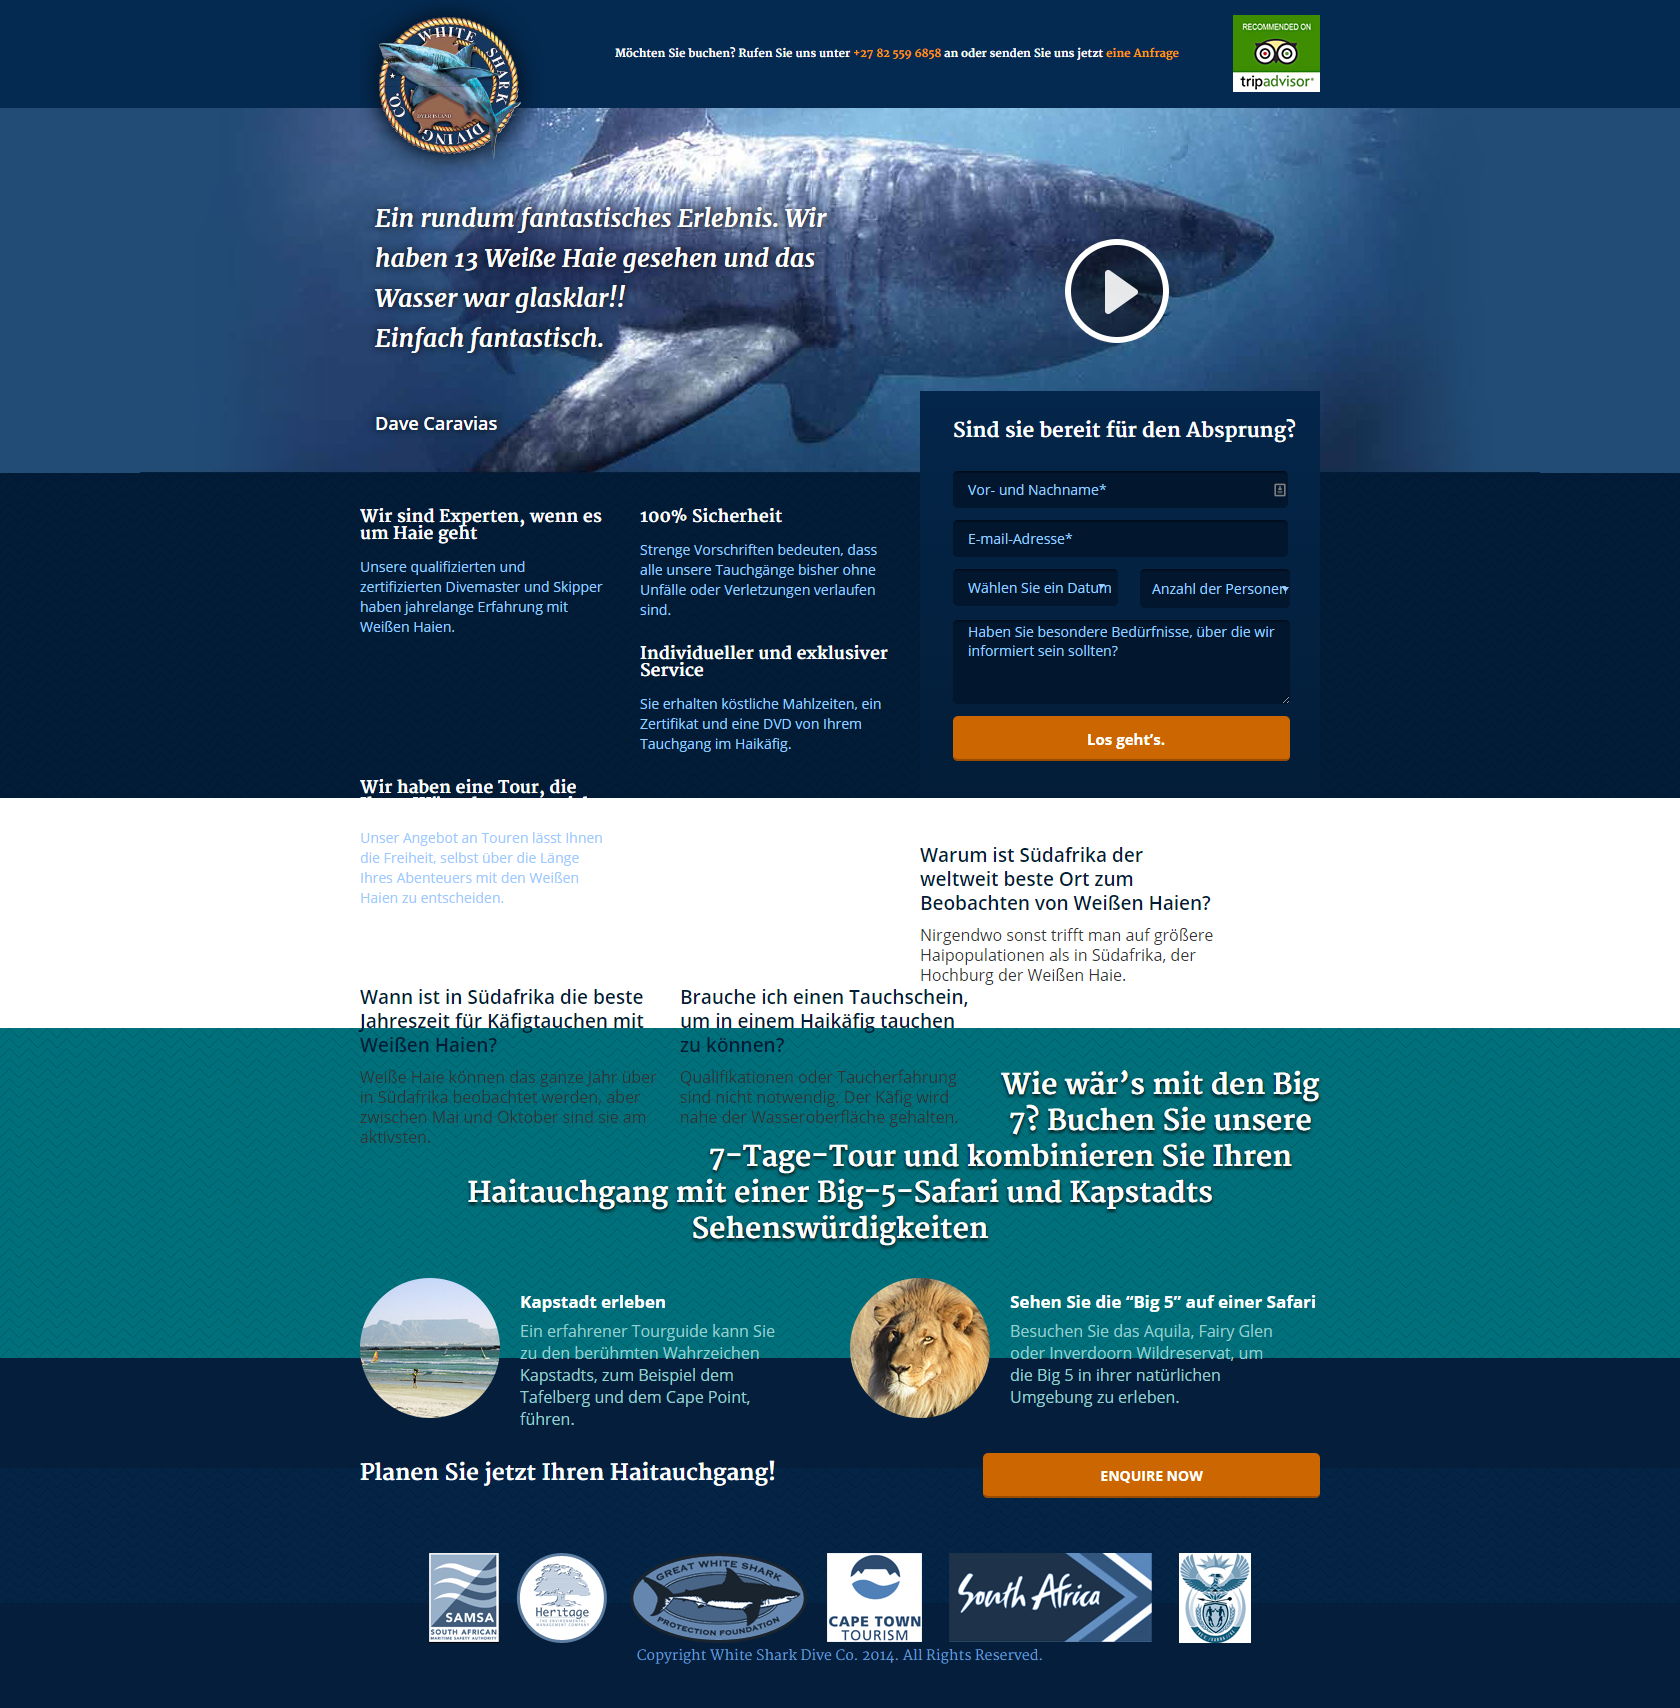 WHITE SHARK
DIVING CO.
DYER ISLAND
Möchten Sie buchen? Rufen Sie uns unter +27 82 559 6858 an oder senden Sie uns jetzt eine Anfrage
RECOMMENDED ON
tripadvisor®
Ein rundum fantastisches Erlebnis. Wir
haben 13 Weiße Haie gesehen und das
Wasser war glasklar!!
Einfach fantastisch.
Dave Caravias
Sind sie bereit für den Absprung?
Vor- und Nachname*
E-mail-Adresse*
Wählen Sie ein Datum
Anzahl der Personen
Haben Sie besondere Bedürfnisse, über die wir
informiert sein sollten?
Los geht’s.
Wir sind Experten, wenn es
um Haie geht
Unsere qualifizierten und
zertifizierten Divemaster und Skipper
haben jahrelange Erfahrung mit
Weißen Haien.
100% Sicherheit
Strenge Vorschriften bedeuten, dass
alle unsere Tauchgänge bisher ohne
Unfälle oder Verletzungen verlaufen
sind.
Individueller und exklusiver
Service
Sie erhalten köstliche Mahlzeiten, ein
Zertifikat und eine DVD von Ihrem
Tauchgang im Haikäfig.
Wir haben eine Tour, die
Unser Angebot an Touren lässt Ihnen
die Freiheit, selbst über die Länge
Ihres Abenteuers mit den Weißen
Haien zu entscheiden.
Warum ist Südafrika der
weltweit beste Ort zum
Beobachten von Weißen Haien?
Nirgendwo sonst trifft man auf größere
Haipopulationen als in Südafrika, der
Hochburg der Weißen Haie.
Wann ist in Südafrika die beste
Jahreszeit für Käfigtauchen mit
Weißen Haien?
Weiße Haie können das ganze Jahr über
in Südafrika beobachtet werden, aber
zwischen Mai und Oktober sind sie am
aktivsten.
Brauche ich einen Tauchschein,
um in einem Haikäfig tauchen
zu können?
Qualifikationen oder Taucherfahrung
sind nicht notwendig. Der Käfig wird
nahe der Wasseroberfläche gehalten.
Wie wär’s mit den Big
7? Buchen Sie unsere
7-Tage-Tour und kombinieren Sie Ihren
Haitauchgang mit einer Big-5-Safari und Kapstadts
Sehenswürdigkeiten
Kapstadt erleben
Ein erfahrener Tourguide kann Sie
zu den berühmten Wahrzeichen
Kapstadts, zum Beispiel dem
Tafelberg und dem Cape Point,
führen.
Sehen Sie die “Big 5” auf einer Safari
Besuchen Sie das Aquila, Fairy Glen
oder Inverdoorn Wildreservat, um
die Big 5 in ihrer natürlichen
Umgebung zu erleben.
Planen Sie jetzt Ihren Haitauchgang!
ENQUIRE NOW
SAMSA
SOUTH AFRICAN
MARITIME SAFETY AUTHORITY
Heritage
THE ENVIRONMENTAL
MANAGEMENT COMPANY
GREAT WHITE SHARK
PROTECTION FOUNDATION
CAPE TOWN
TOURISM
South Africa
Copyright White Shark Dive Co. 2014. All Rights Reserved.